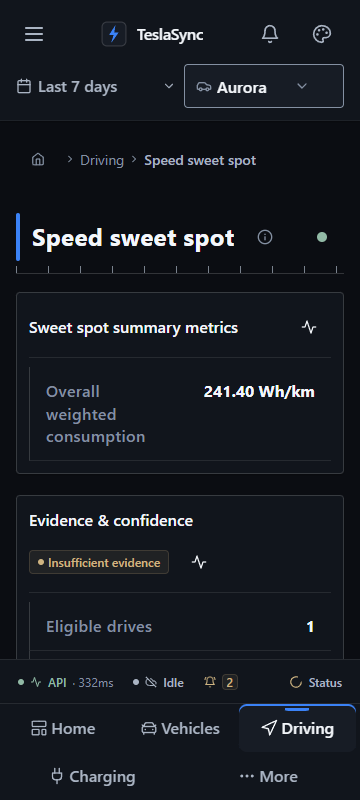 TeslaSync
Last 7 days
Aurora
Driving
Speed sweet spot
Speed sweet spot
Sweet spot summary metrics
Overall weighted consumption
241.40 Wh/km
Evidence & confidence
Insufficient evidence
Eligible drives
1
API · 332ms
Idle
2
Status
Home
Vehicles
Driving
Charging
More